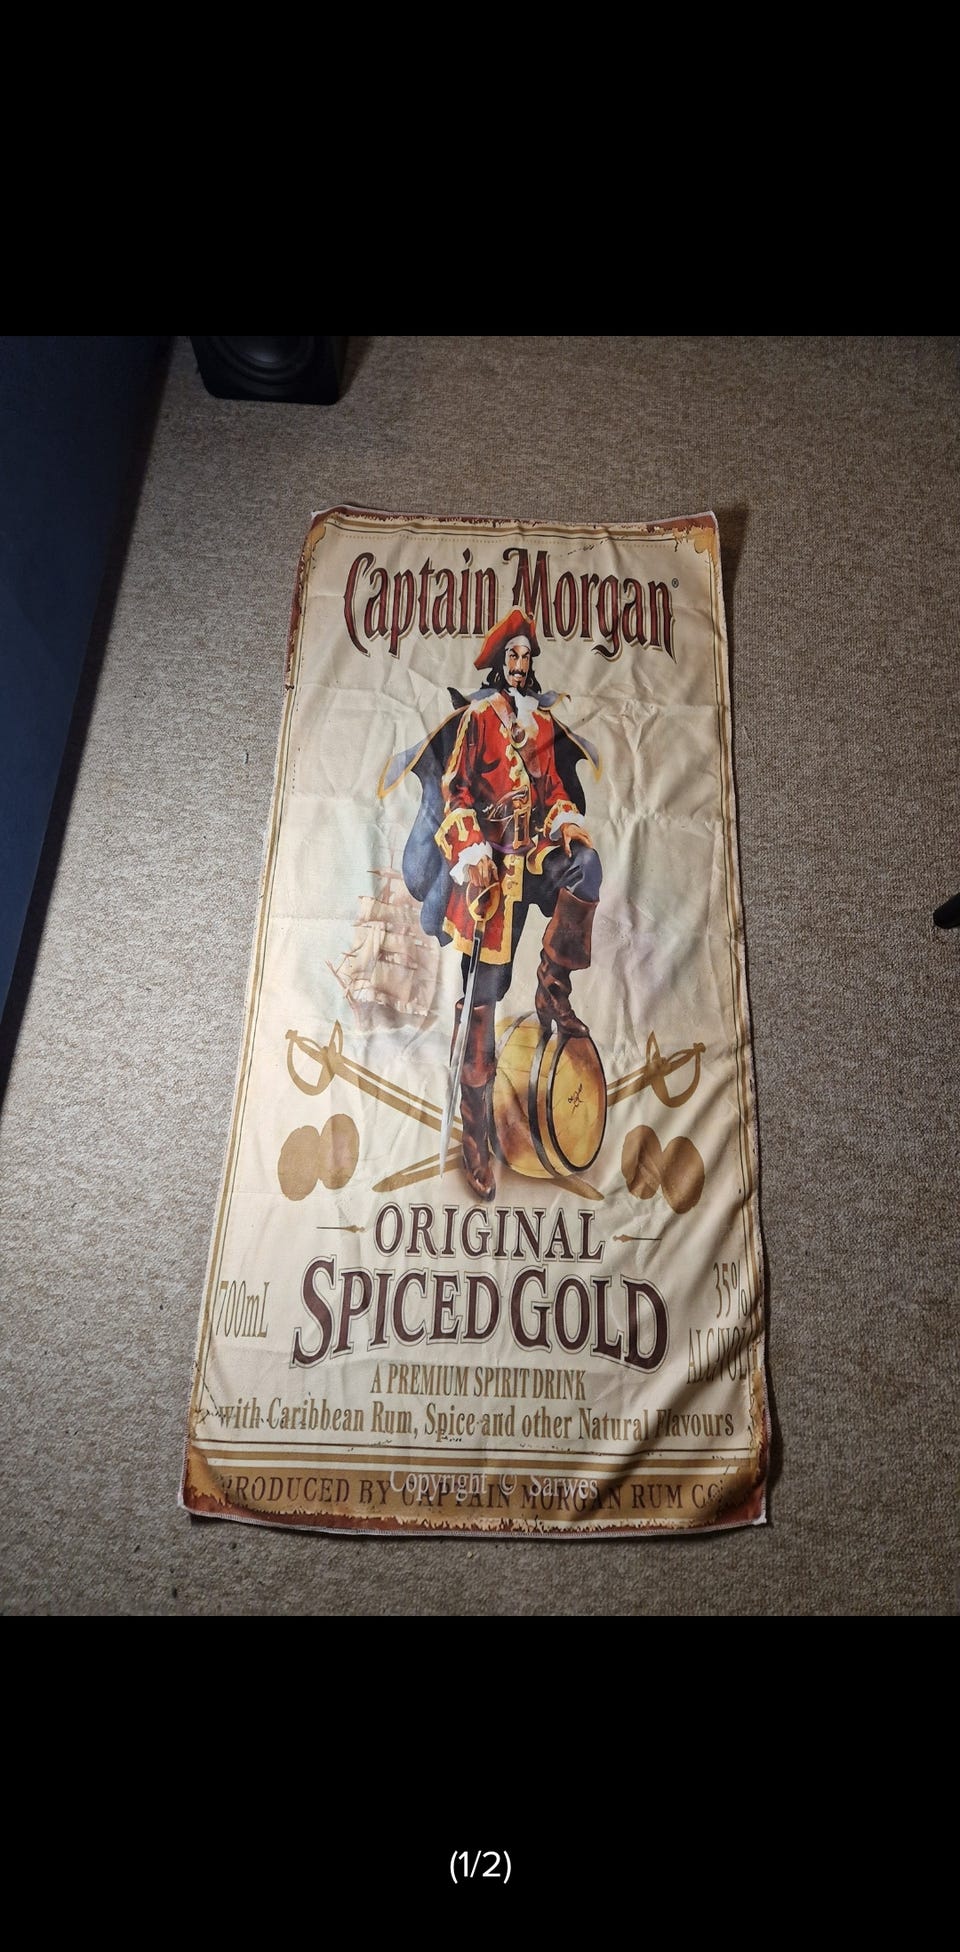 Captain Morgan®
ORIGINAL
SPICED GOLD
700mL
35%
ALC/VOL
A PREMIUM SPIRIT DRINK
with Caribbean Rum, Spice and other Natural Flavours
PRODUCED BY CAPTAIN MORGAN RUM CO
Copyright © Sarwes
(1/2)